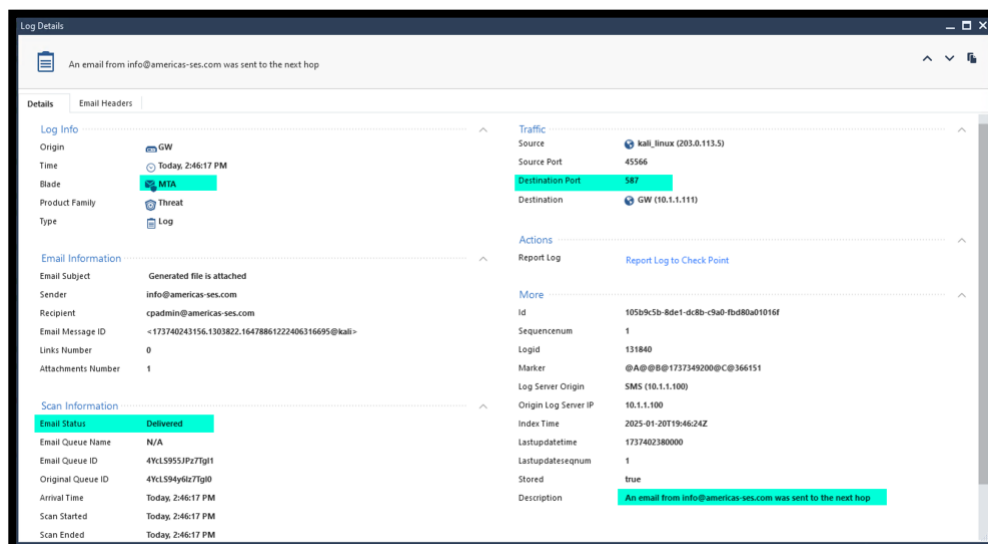 Log Details
An email from info@americas-ses.com was sent to the next hop
Details Email Headers
Log Info
Origin GW
Time Today, 2:46:17 PM
Blade MTA
Product Family Threat
Type Log
Email Information
Email Subject Generated file is attached
Sender info@americas-ses.com
Recipient cpadmin@americas-ses.com
Email Message ID <173740243156.1303822.16478861222406316695@kali>
Links Number 0
Attachments Number 1
Scan Information
Email Status Delivered
Email Queue Name N/A
Email Queue ID 4YcLS955JPz7TgI1
Original Queue ID 4YcLS94y6Iz7TgI0
Arrival Time Today, 2:46:17 PM
Scan Started Today, 2:46:17 PM
Scan Ended Today, 2:46:17 PM
Traffic
Source kali_linux (203.0.113.5)
Source Port 45566
Destination Port 587
Destination GW (10.1.1.111)
Actions
Report Log Report Log to Check Point
More
Id 105b9c5b-8de1-dc8b-c9a0-fbd80a01016f
Sequencenum 1
Logid 131840
Marker @A@@B@1737349200@C@366151
Log Server Origin SMS (10.1.1.100)
Origin Log Server IP 10.1.1.100
Index Time 2025-01-20T19:46:24Z
Lastupdatetime 1737402380000
Lastupdateseqnum 1
Stored true
Description An email from info@americas-ses.com was sent to the next hop